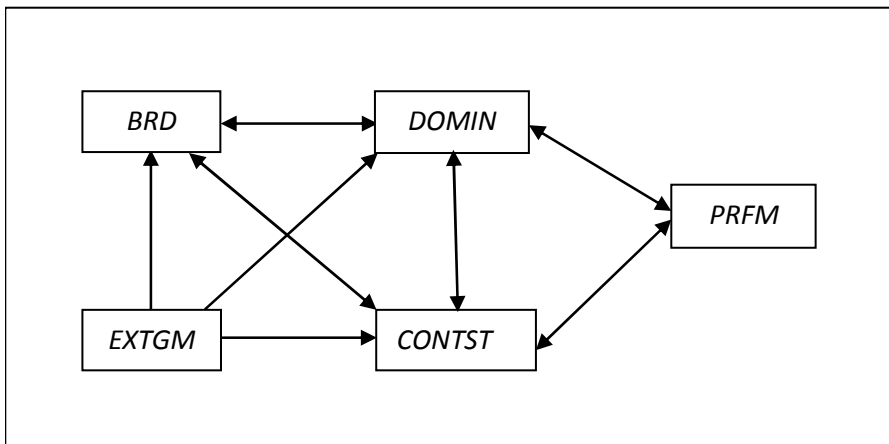 BRD
DOMIN
PRFM
EXTGM
CONTST